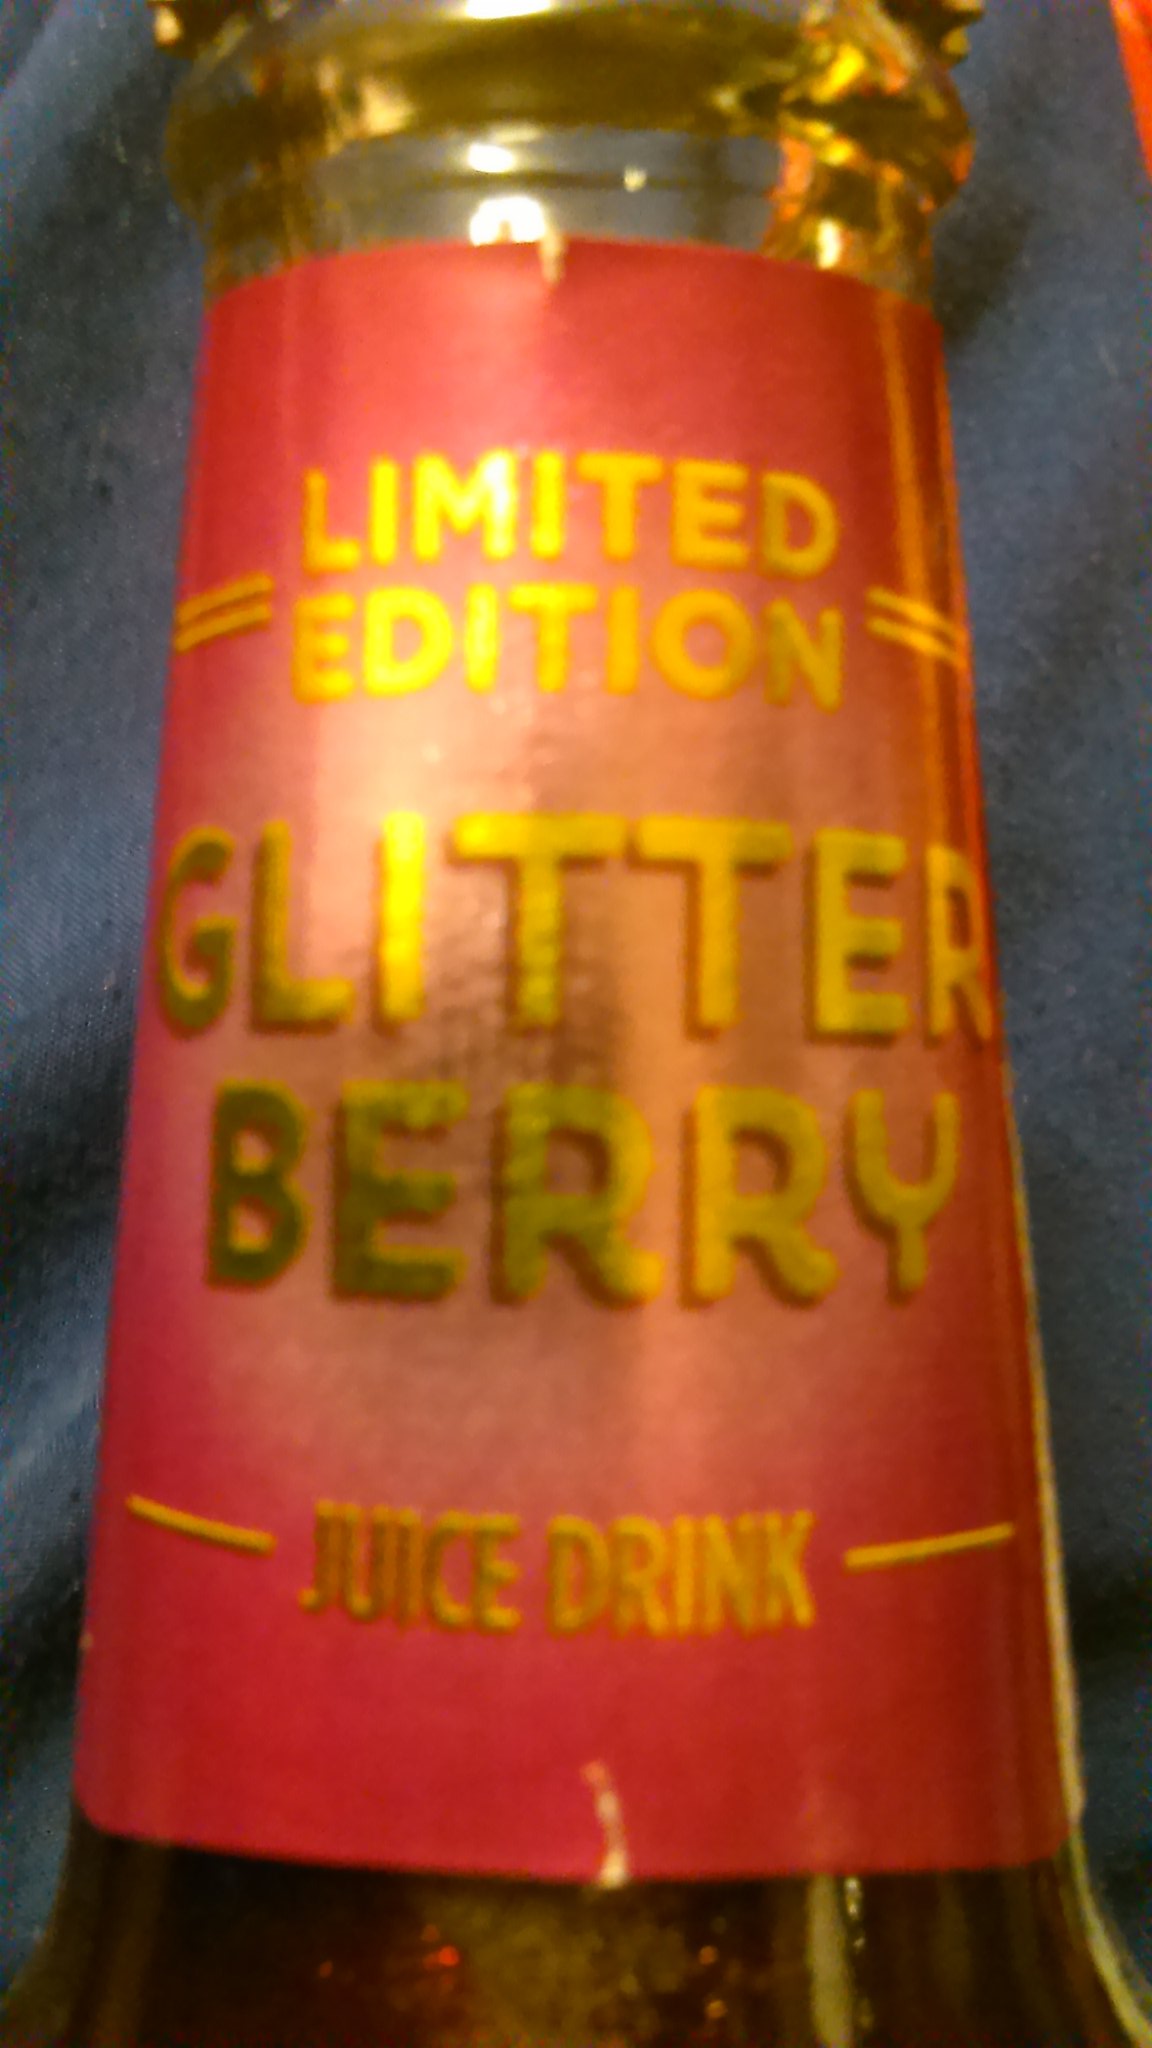 LIMITED
EDITION
GLITTER
BERRY
JUICE DRINK